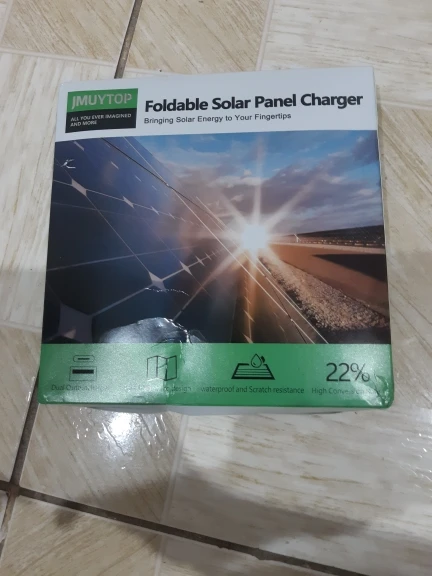 JMUYTOP
ALL YOU EVER IMAGINED
AND MORE
Foldable Solar Panel Charger
Bringing Solar Energy to Your Fingertips
waterproof and Scratch resistance
22%